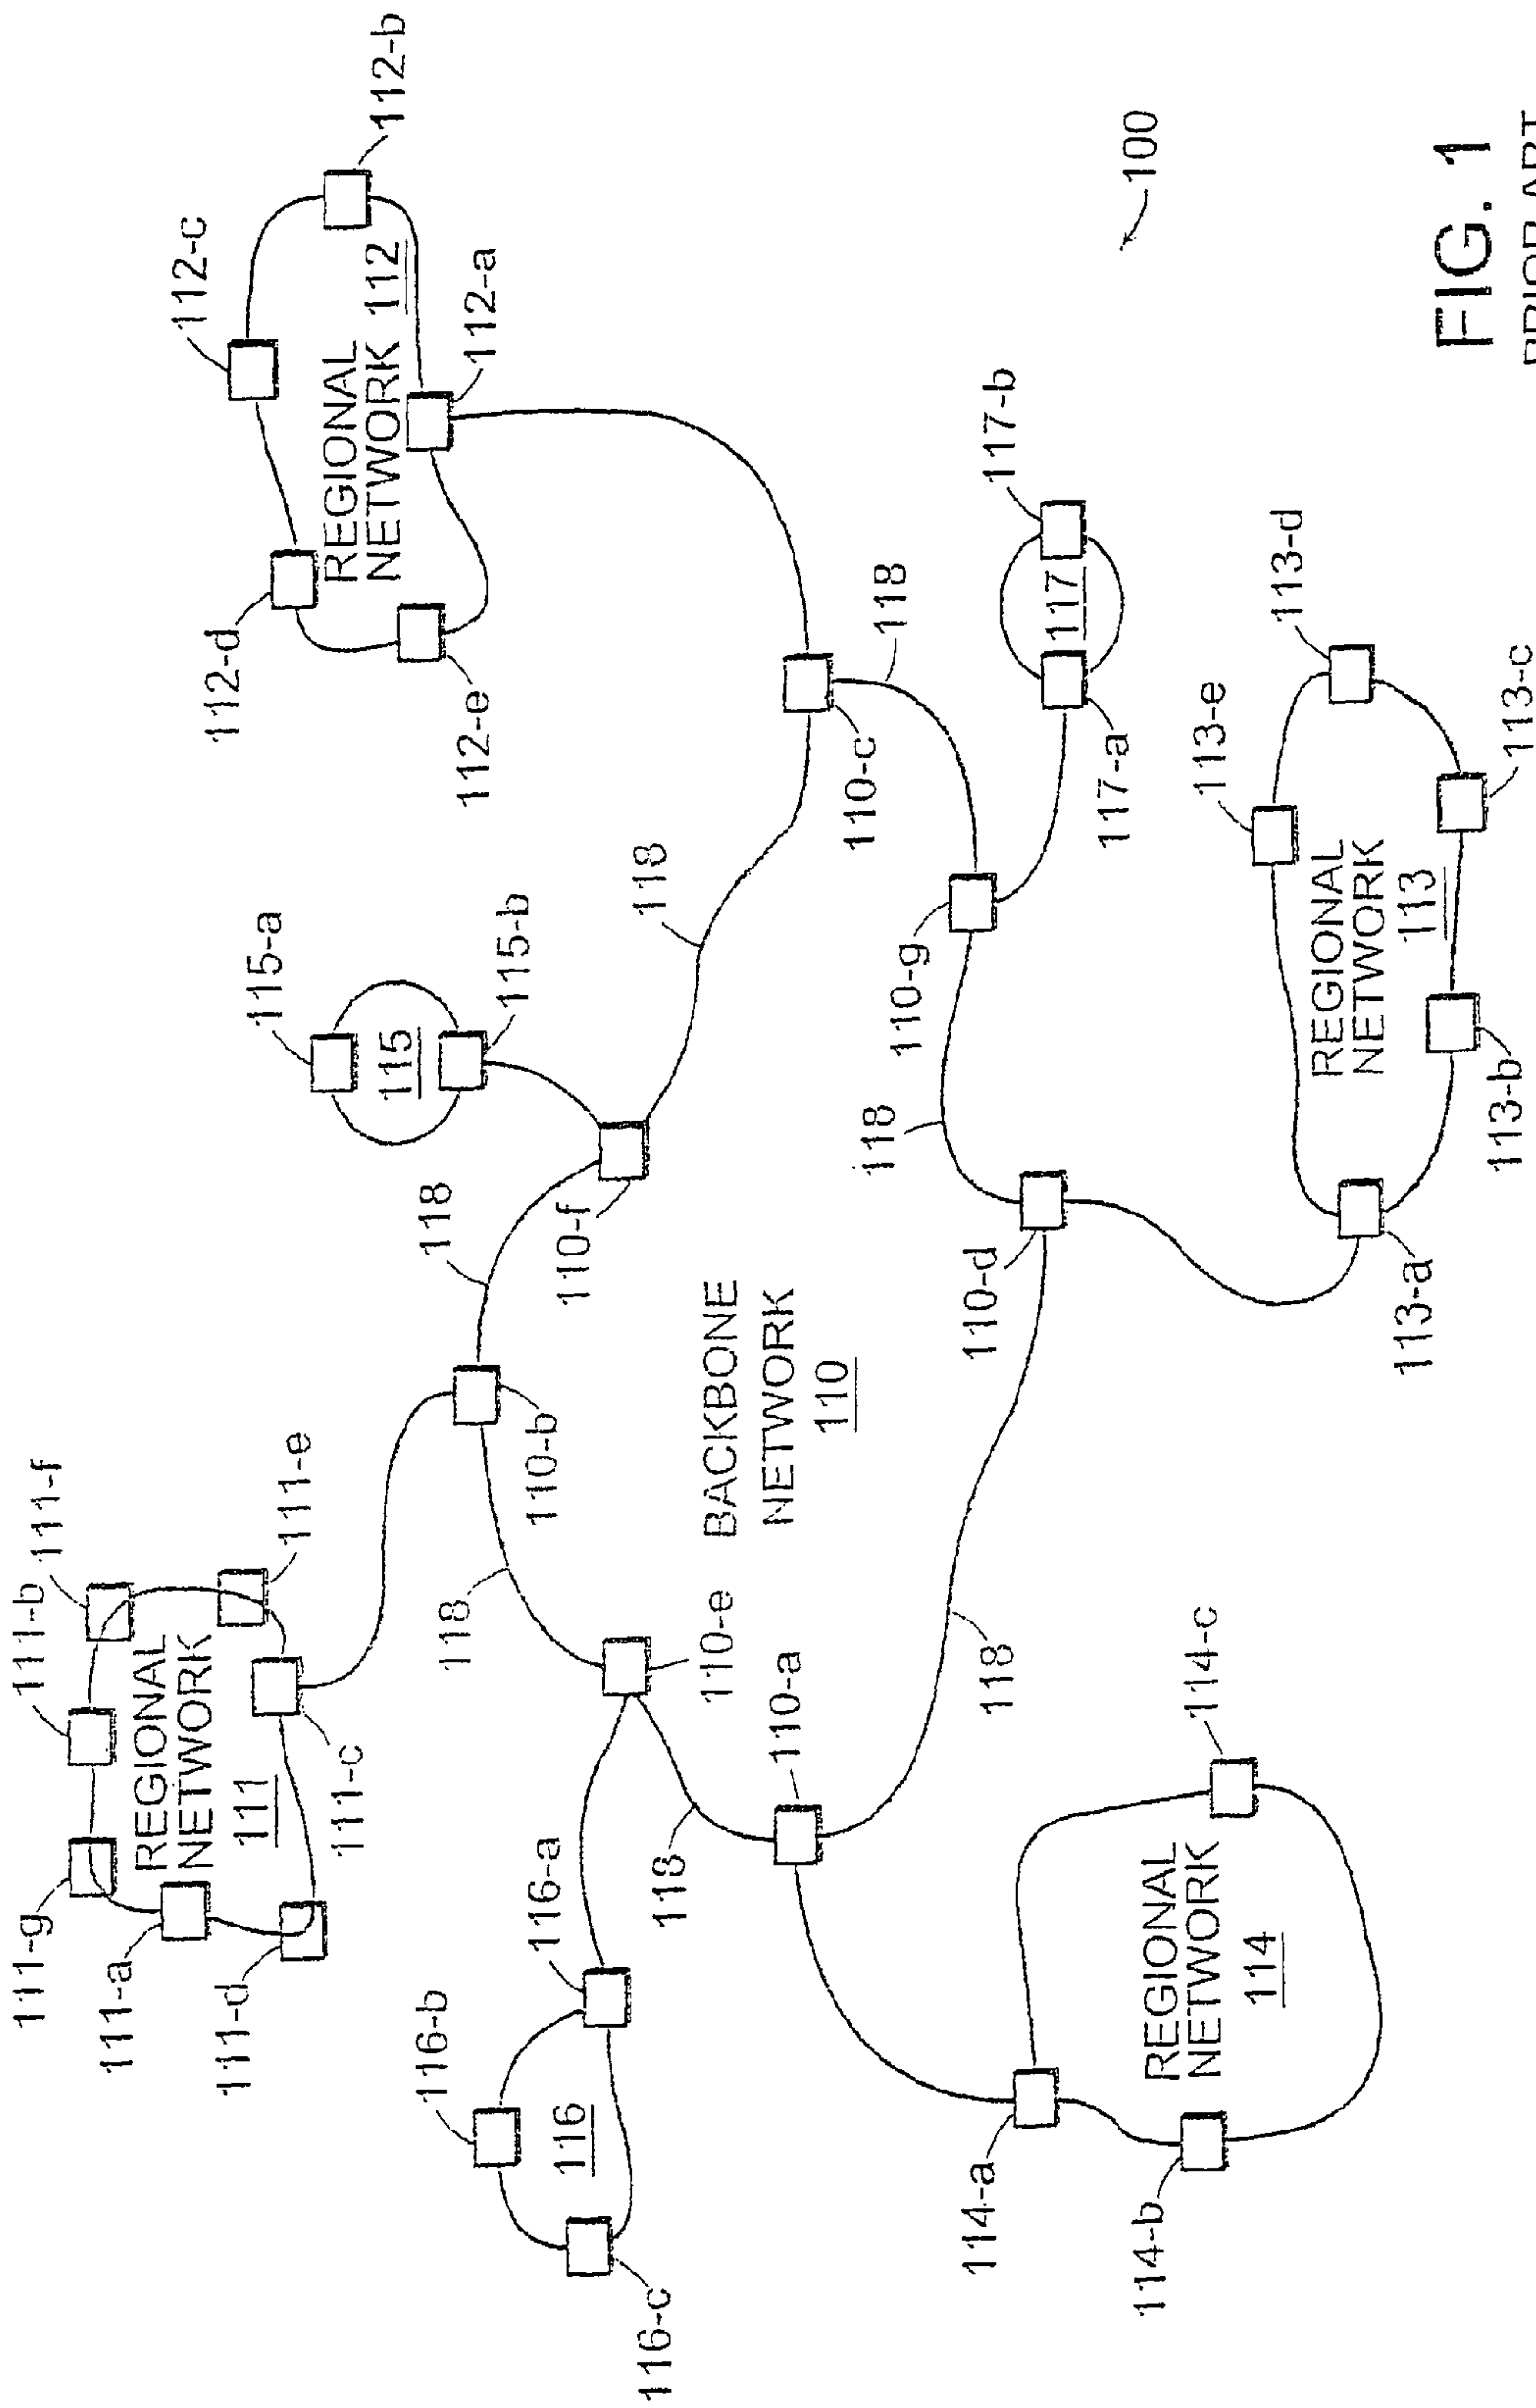 111-g
111-b
111-f
111-a
111-d
REGIONAL
NETWORK
111
111-e
111-c
116-b
116
116-c
116-a
118
118
110-e
110-b
118
110-f
115-a
115
115-b
118
112-d
112-c
112-e
REGIONAL
NETWORK 112
112-b
112-a
BACKBONE
NETWORK
110
110-a
118
110-d
118
110-g
110-c
118
117-a
117
117-b
114-a
114-b
REGIONAL
NETWORK
114
114-c
113-a
113-b
REGIONAL
NETWORK
113
113-e
113-d
113-c
100
FIG. 1
PRIOR ART